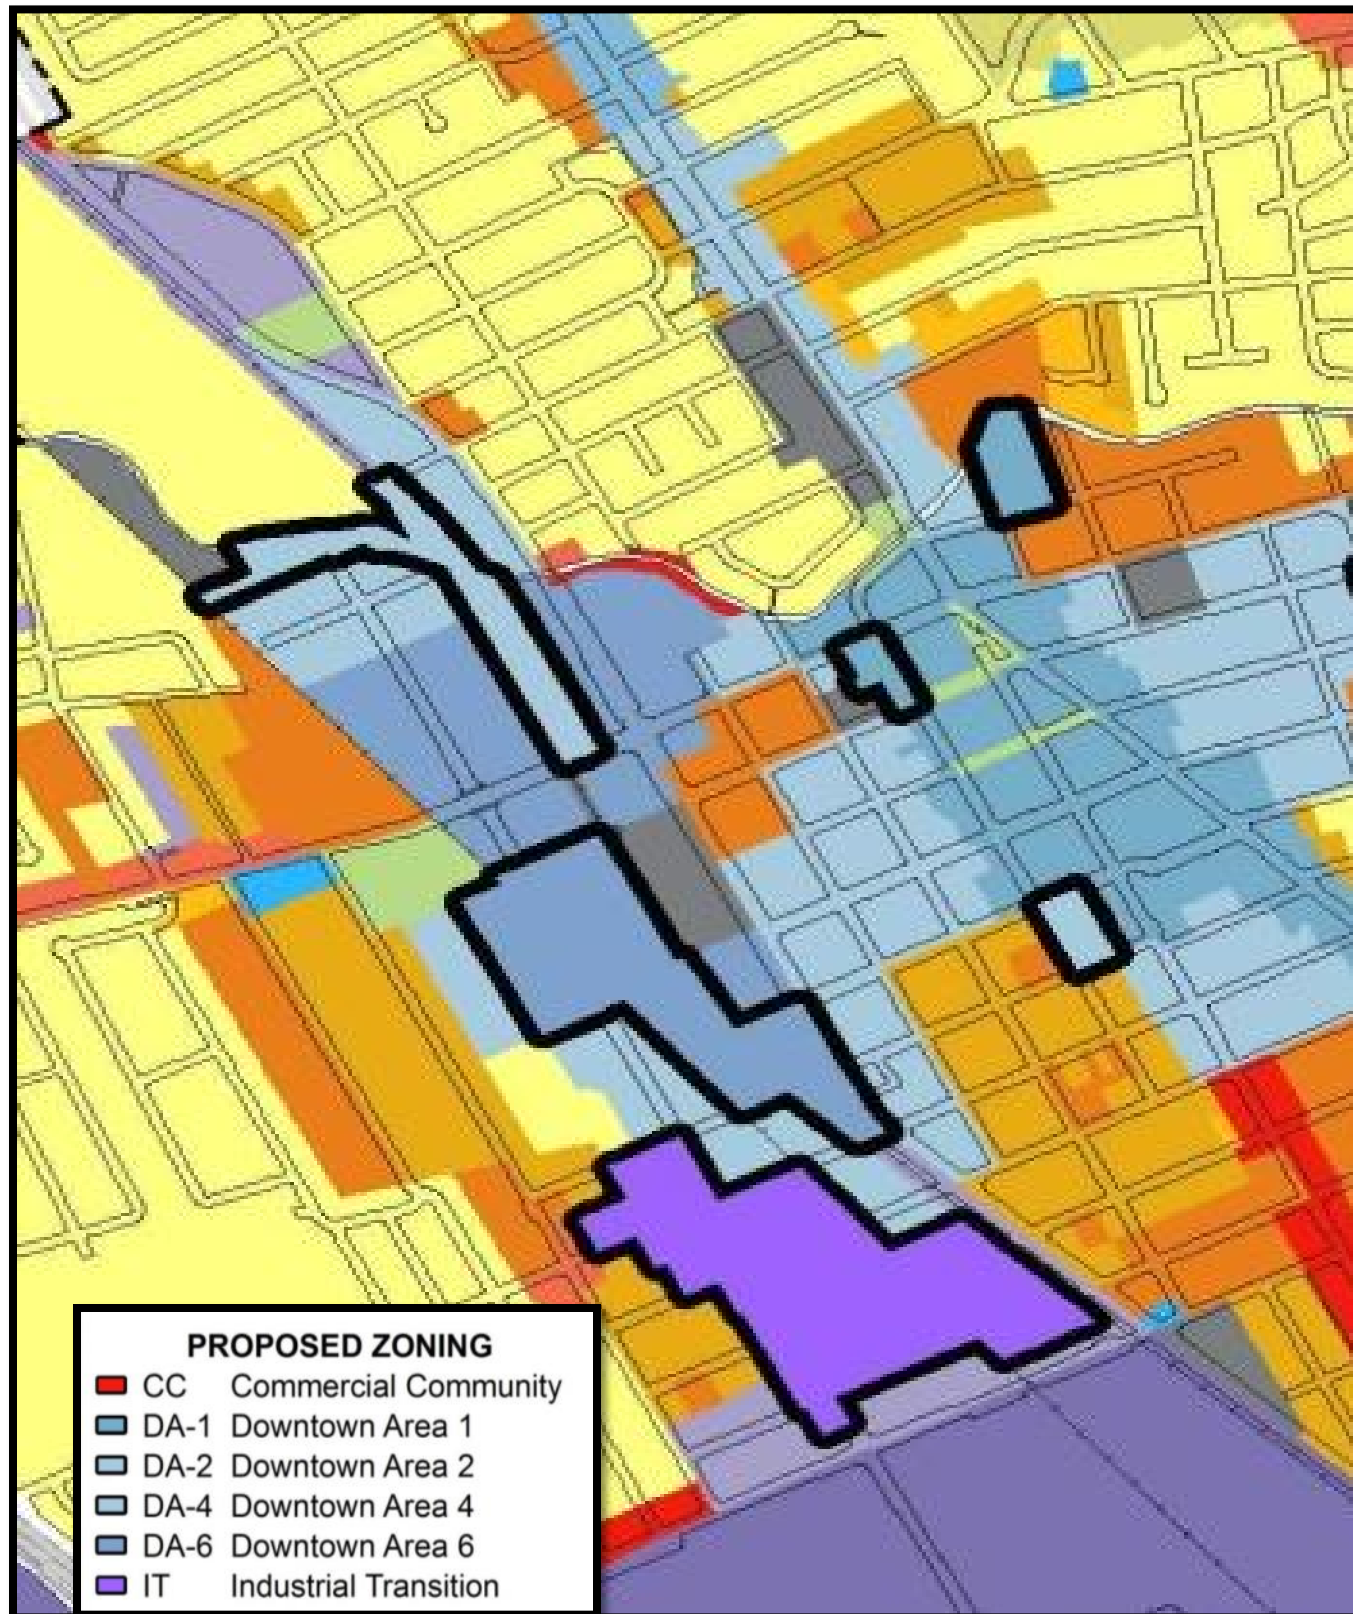 PROPOSED ZONING
CC Commercial Community
DA-1 Downtown Area 1
DA-2 Downtown Area 2
DA-4 Downtown Area 4
DA-6 Downtown Area 6
IT Industrial Transition